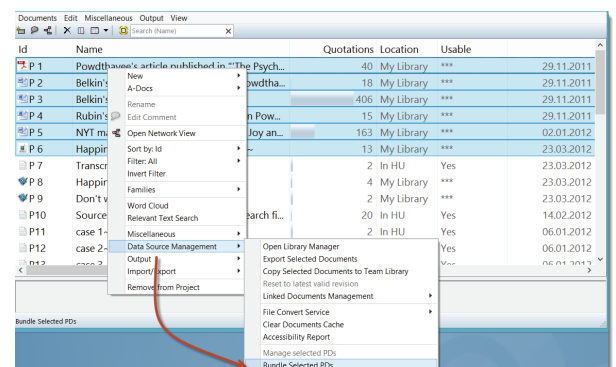 Documents Edit Miscellaneous Output View
Search (Name)
Id Name Quotations Location Usable
P 1 Powdthavee's article published in "'The Psych... 40 My Library *** 29.11.2011
P 2 Belkin's owdtha... 18 My Library *** 29.11.2011
P 3 Belkin's 406 My Library *** 29.11.2011
P 4 Rubin's n Pow... 15 My Library *** 29.11.2011
P 5 NYT ma Joy an... 163 My Library *** 02.01.2012
P 6 Happin ~ 13 My Library *** 23.03.2012
P 7 Transcr 2 In HU Yes 23.03.2012
P 8 Happin 4 My Library *** 23.03.2012
P 9 Don't w 2 My Library *** 23.03.2012
P10 Source earch fi... 20 In HU Yes 14.02.2012
P11 case 1- 2 In HU Yes 06.01.2012
P12 case 2- Yes 06.01.2012
P13 case 3 Yes 06.01.2012
New
A-Docs
Rename
Edit Comment
Open Network View
Sort by: Id
Filter: All
Invert Filter
Families
Word Cloud
Relevant Text Search
Miscellaneous
Data Source Management
Output
Import/Export
Remove from Project
Open Library Manager
Export Selected Documents
Copy Selected Documents to Team Library
Reset to latest valid revision
Linked Documents Management
File Convert Service
Clear Documents Cache
Accessibility Report
Manage selected PDs
Bundle Selected PDs
Bundle Selected PDs